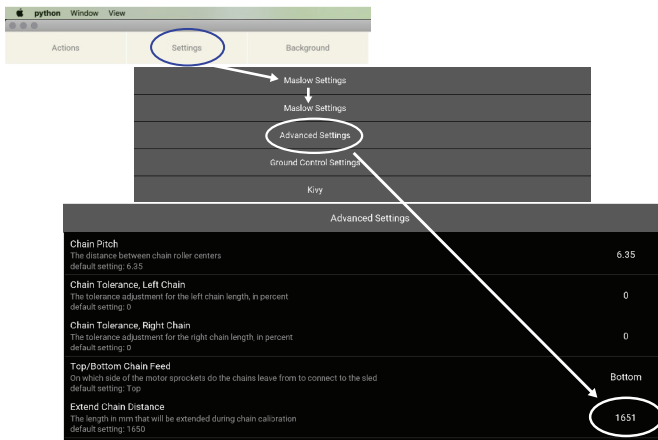 python Window View
Actions Settings Background
Maslow Settings
Maslow Settings
Advanced Settings
Ground Control Settings
Kivy
Advanced Settings
Chain Pitch
The distance between chain roller centers
default setting: 6.35
6.35
Chain Tolerance, Left Chain
The tolerance adjustment for the left chain length, in percent
default setting: 0
0
Chain Tolerance, Right Chain
The tolerance adjustment for the right chain length, in percent
default setting: 0
0
Top/Bottom Chain Feed
On which side of the motor sprockets do the chains leave from to connect to the sled
default setting: Top
Bottom
Extend Chain Distance
The length in mm that will be extended during chain calibration
default setting: 1650
1651